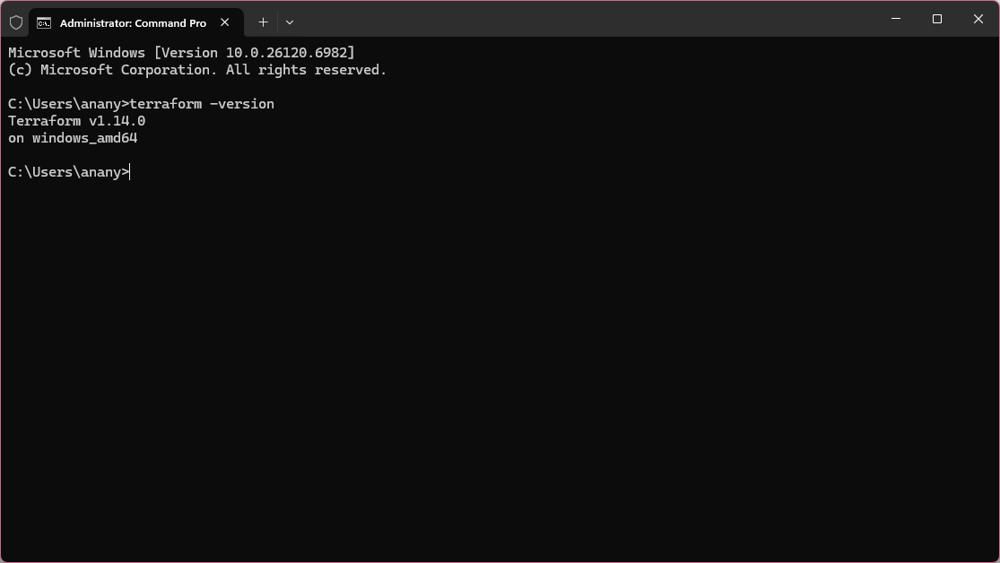 Administrator: Command Pro
Microsoft Windows [Version 10.0.26120.6982]
(c) Microsoft Corporation. All rights reserved.
C:\Users\anany>terraform -version
Terraform v1.14.0
on windows_amd64
C:\Users\anany>